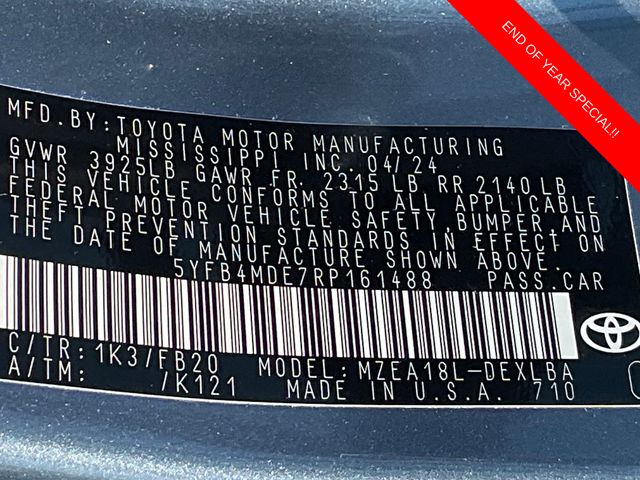 END OF YEAR SPECIAL!!
MFD.BY:TOYOTA MOTOR MANUFACTURING
MISSISSIPPI INC. 04/24
GVWR 3925LB GAWR FR. 2315 LB RR 2140 LB
THIS VEHICLE CONFORMS TO ALL APPLICABLE
FEDERAL MOTOR VEHICLE SAFETY,BUMPER,AND
THEFT PREVENTION STANDARDS IN EFFECT ON
THE DATE OF MANUFACTURE SHOWN ABOVE.
5YFB4MDE7RP161488 PASS.CAR
C/TR:1K3/FB20 MODEL:MZEA18L-DEXLBA
A/TM: /K121 MADE IN U.S.A. 710